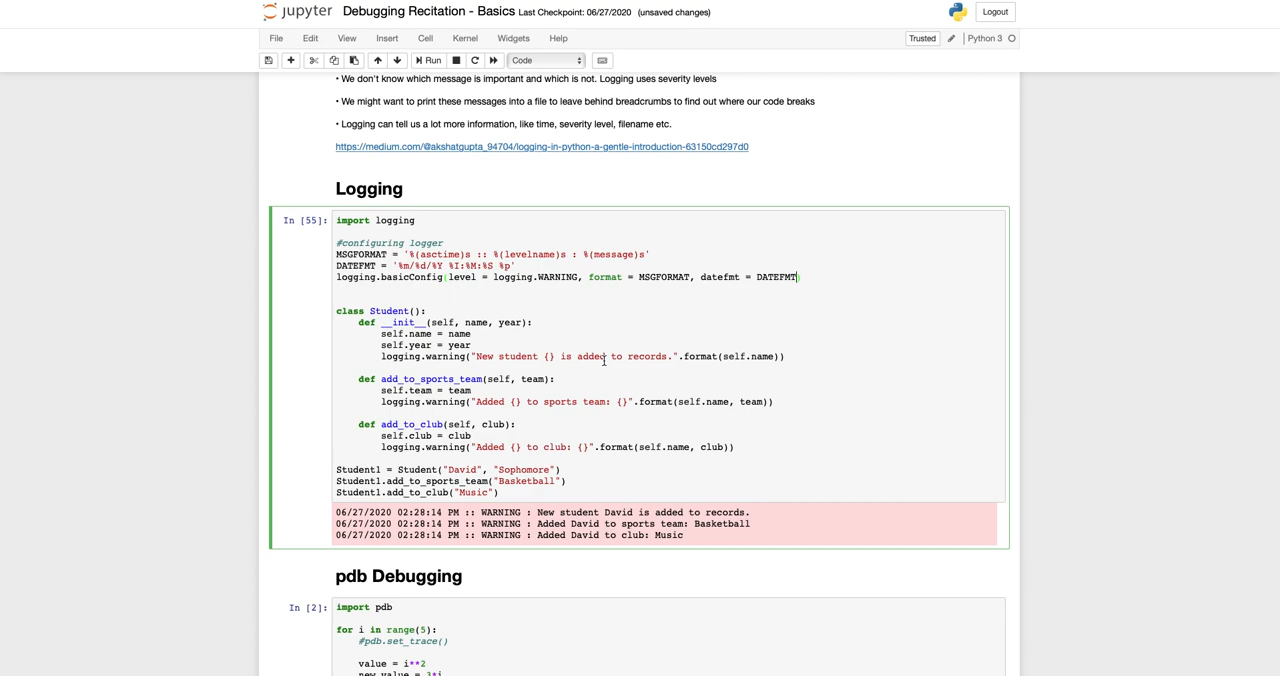 jupyter Debugging Recitation - Basics Last Checkpoint: 06/27/2020 (unsaved changes) Logout
File Edit View Insert Cell Kernel Widgets Help Trusted Python 3
Run Code
• We don't know which message is important and which is not. Logging uses severity levels
• We might want to print these messages into a file to leave behind breadcrumbs to find out where our code breaks
• Logging can tell us a lot more information, like time, severity level, filename etc.
https://medium.com/@akshatgupta_94704/logging-in-python-a-gentle-introduction-63150cd297d0
Logging
In [55]: import logging
#configuring logger
MSGFORMAT = '%(asctime)s :: %(levelname)s : %(message)s'
DATEFMT = '%m/%d/%Y %I:%M:%S %p'
logging.basicConfig(level = logging.WARNING, format = MSGFORMAT, datefmt = DATEFMT)
class Student():
def __init__(self, name, year):
self.name = name
self.year = year
logging.warning("New student {} is added to records.".format(self.name))
def add_to_sports_team(self, team):
self.team = team
logging.warning("Added {} to sports team: {}".format(self.name, team))
def add_to_club(self, club):
self.club = club
logging.warning("Added {} to club: {}".format(self.name, club))
Student1 = Student("David", "Sophomore")
Student1.add_to_sports_team("Basketball")
Student1.add_to_club("Music")
06/27/2020 02:28:14 PM :: WARNING : New student David is added to records.
06/27/2020 02:28:14 PM :: WARNING : Added David to sports team: Basketball
06/27/2020 02:28:14 PM :: WARNING : Added David to club: Music
pdb Debugging
In [2]: import pdb
for i in range(5):
#pdb.set_trace()
value = i**2
new_value = 3*i